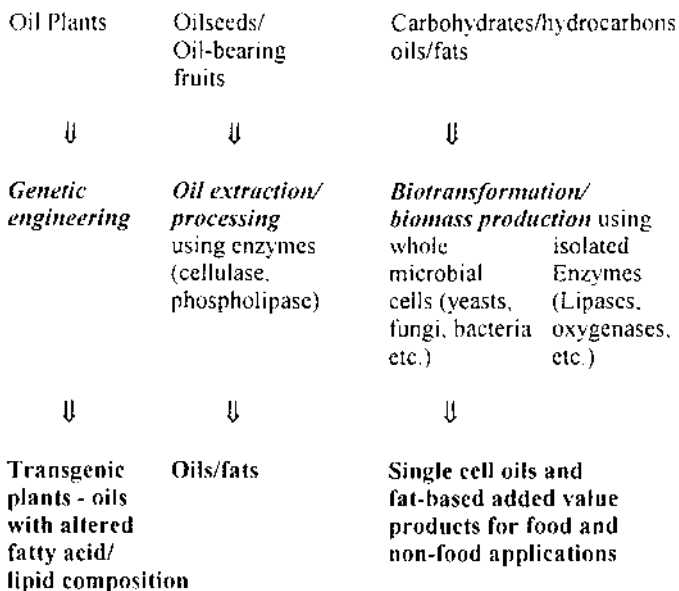 Oil Plants
Oilseeds/
Oil-bearing
fruits
Carbohydrates/hydrocarbons
oils/fats
⇓ ⇓ ⇓
Genetic
engineering
Oil extraction/
processing
using enzymes
(cellulase,
phospholipase)
Biotransformation/
biomass production using
whole
microbial
cells (yeasts,
fungi, bacteria
etc.)
isolated
Enzymes
(Lipases,
oxygenases,
etc.)
⇓ ⇓ ⇓
Transgenic
plants - oils
with altered
fatty acid/
lipid composition
Oils/fats
Single cell oils and
fat-based added value
products for food and
non-food applications